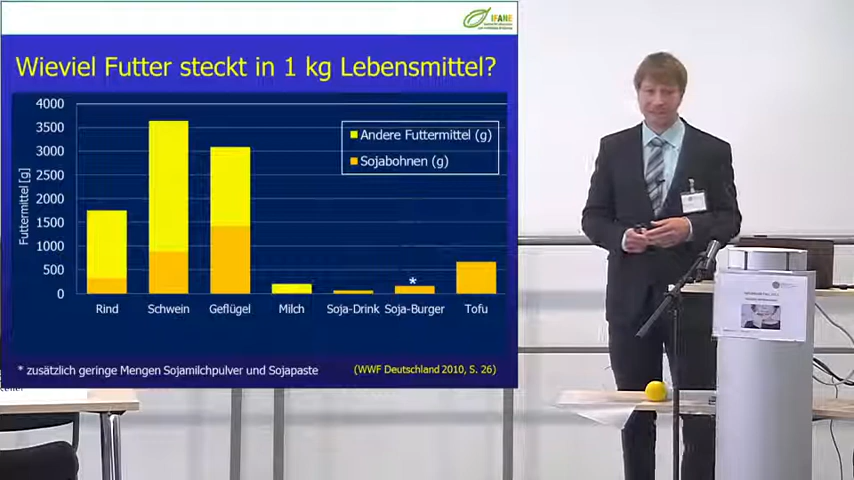 IFANE
Wieviel Futter steckt in 1 kg Lebensmittel?
4000
3500
3000
2500
2000
1500
1000
500
0
Futtermittel [g]
Andere Futtermittel (g)
Sojabohnen (g)
*
Rind Schwein Geflügel Milch Soja-Drink Soja-Burger Tofu
* zusätzlich geringe Mengen Sojamilchpulver und Sojapaste
(WWF Deutschland 2010, S. 26)